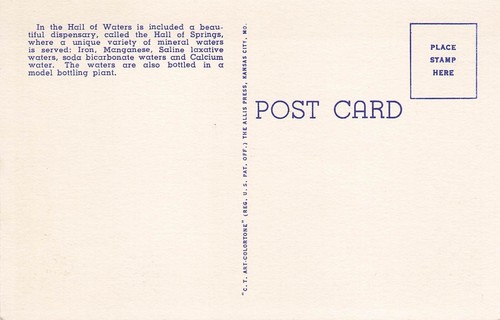 In the Hall of Waters is included a beau-
tiful dispensary, called the Hall of Springs,
where a unique variety of mineral waters
is served: Iron, Manganese, Saline laxative
waters, soda bicarbonate waters and Calcium
water. The waters are also bottled in a
model bottling plant.
"C.T. ART-COLORTONE" (REG. U. S. PAT. OFF.) THE ALLIS PRESS, KANSAS CITY, MO.
POST CARD
PLACE
STAMP
HERE